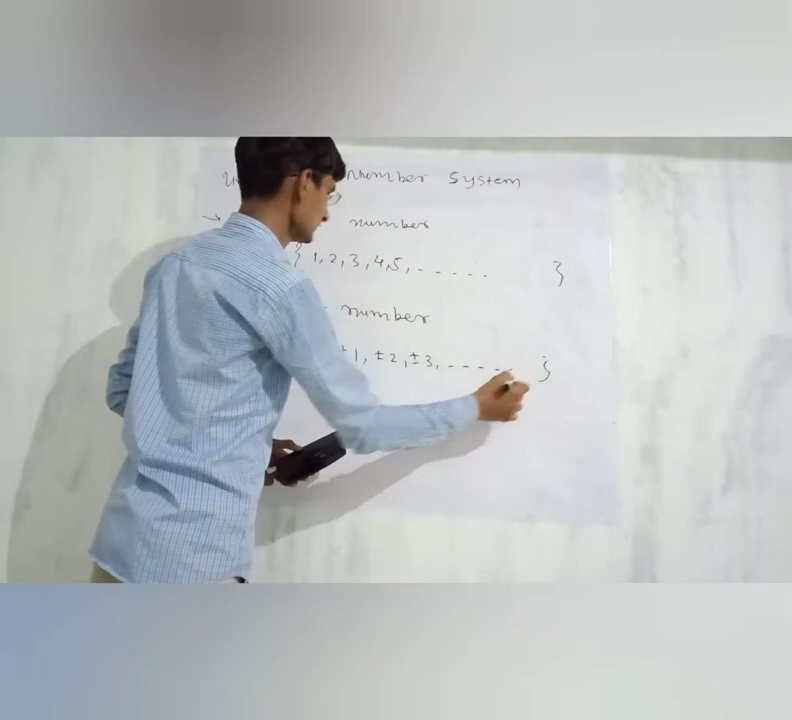 number System
number
{ 1, 2, 3, 4, 5, - - - - - - }
number
± 1, ± 2, ± 3, - - - - - }